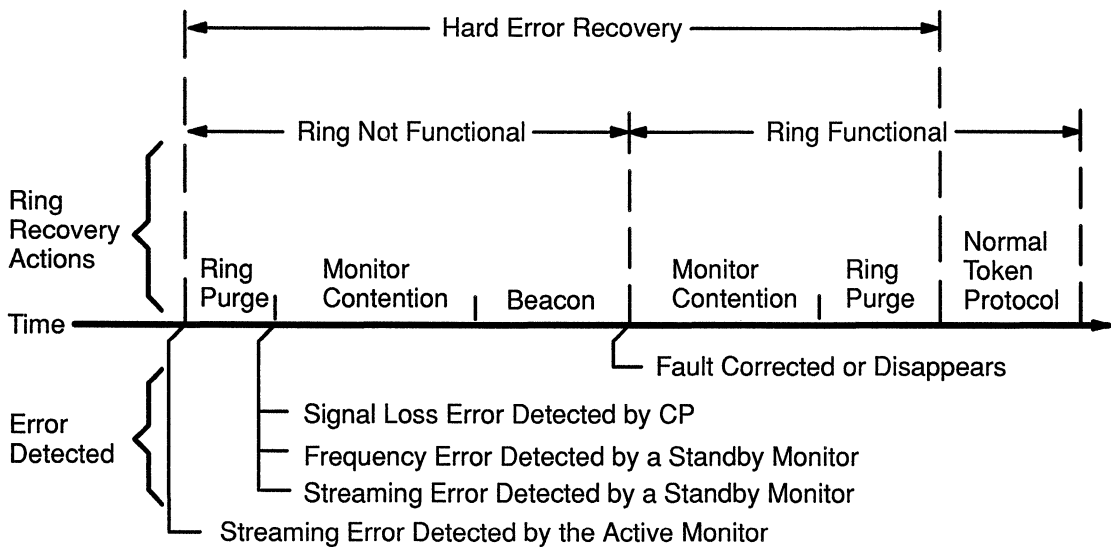 Hard Error Recovery
Ring Not Functional
Ring Functional
Ring
Recovery
Actions
Ring
Purge
Monitor
Contention
Beacon
Monitor
Contention
Ring
Purge
Normal
Token
Protocol
Time
Fault Corrected or Disappears
Error
Detected
Signal Loss Error Detected by CP
Frequency Error Detected by a Standby Monitor
Streaming Error Detected by a Standby Monitor
Streaming Error Detected by the Active Monitor